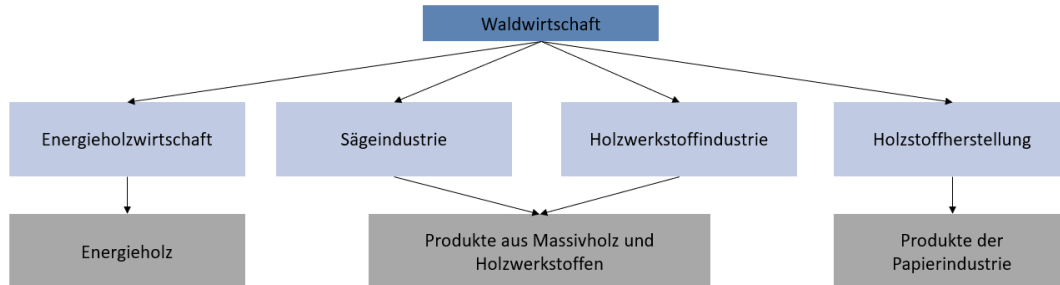 Waldwirtschaft
Energieholzwirtschaft
Sägeindustrie
Holzwerkstoffindustrie
Holzstoffherstellung
Energieholz
Produkte aus Massivholz und
Holzwerkstoffen
Produkte der
Papierindustrie